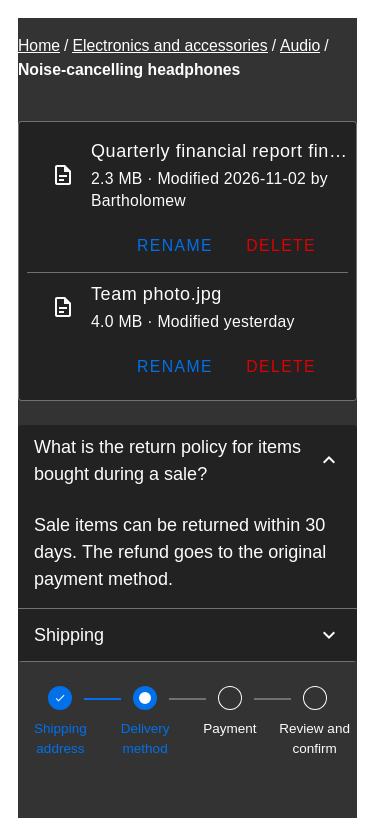 Home / Electronics and accessories / Audio /
Noise-cancelling headphones
Quarterly financial report fin…
2.3 MB · Modified 2026-11-02 by
Bartholomew
RENAME DELETE
Team photo.jpg
4.0 MB · Modified yesterday
RENAME DELETE
What is the return policy for items
bought during a sale?
Sale items can be returned within 30
days. The refund goes to the original
payment method.
Shipping
Shipping address
Delivery method
Payment
Review and confirm